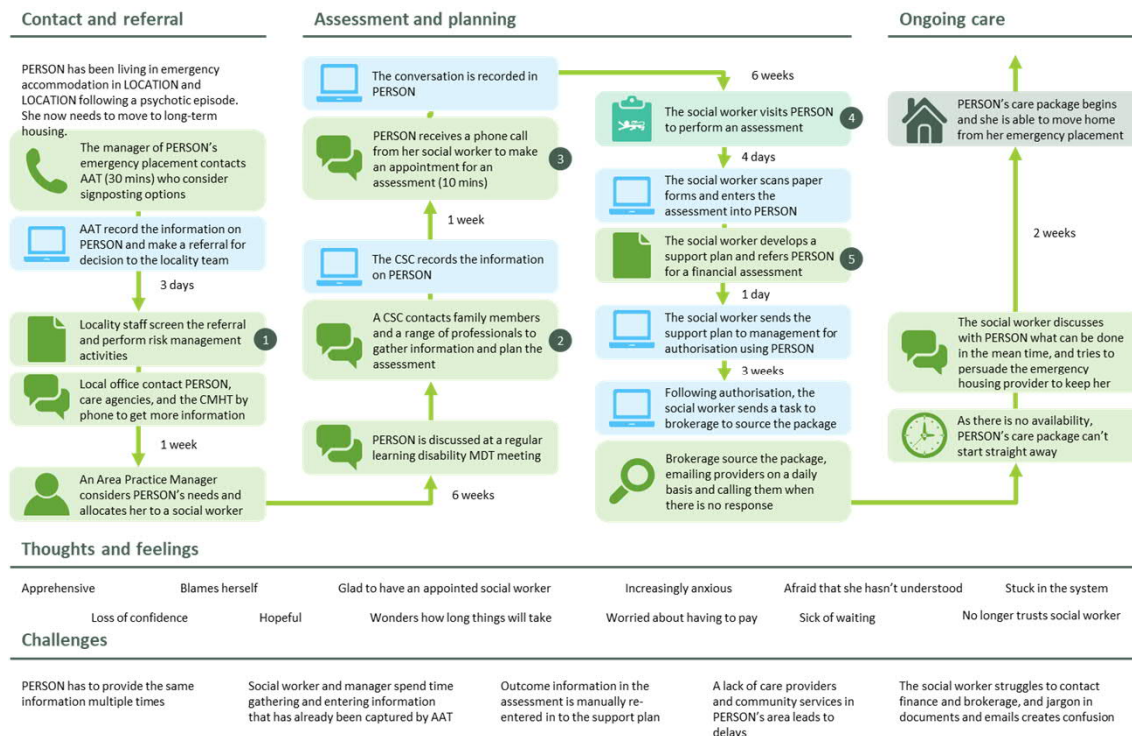 Contact and referral
PERSON has been living in emergency
accommodation in LOCATION and
LOCATION following a psychotic episode.
She now needs to move to long-term
housing.
The manager of PERSON's
emergency placement contacts
AAT (30 mins) who consider
signposting options
AAT record the information on
PERSON and make a referral for
decision to the locality team
3 days
Locality staff screen the referral
and perform risk management
activities
1
Local office contact PERSON,
care agencies, and the CMHT by
phone to get more information
1 week
An Area Practice Manager
considers PERSON's needs and
allocates her to a social worker
6 weeks
Assessment and planning
The conversation is recorded in
PERSON
PERSON receives a phone call
from her social worker to make
an appointment for an
assessment (10 mins)
3
1 week
The CSC records the information
on PERSON
A CSC contacts family members
and a range of professionals to
gather information and plan the
assessment
2
PERSON is discussed at a regular
learning disability MDT meeting
6 weeks
The social worker visits PERSON
to perform an assessment
4
4 days
The social worker scans paper
forms and enters the
assessment into PERSON
The social worker develops a
support plan and refers PERSON
for a financial assessment
5
1 day
The social worker sends the
support plan to management for
authorisation using PERSON
3 weeks
Following authorisation, the
social worker sends a task to
brokerage to source the package
Brokerage source the package,
emailing providers on a daily
basis and calling them when
there is no response
Ongoing care
PERSON's care package begins
and she is able to move home
from her emergency placement
2 weeks
The social worker discusses
with PERSON what can be done
in the mean time, and tries to
persuade the emergency
housing provider to keep her
As there is no availability,
PERSON's care package can't
start straight away
Thoughts and feelings
Apprehensive
Blames herself
Glad to have an appointed social worker
Increasingly anxious
Afraid that she hasn't understood
Stuck in the system
Loss of confidence
Hopeful
Wonders how long things will take
Worried about having to pay
Sick of waiting
No longer trusts social worker
Challenges
PERSON has to provide the same
information multiple times
Social worker and manager spend time
gathering and entering information
that has already been captured by AAT
Outcome information in the
assessment is manually re-
entered in to the support plan
A lack of care providers
and community services in
PERSON's area leads to
delays
The social worker struggles to contact
finance and brokerage, and jargon in
documents and emails creates confusion